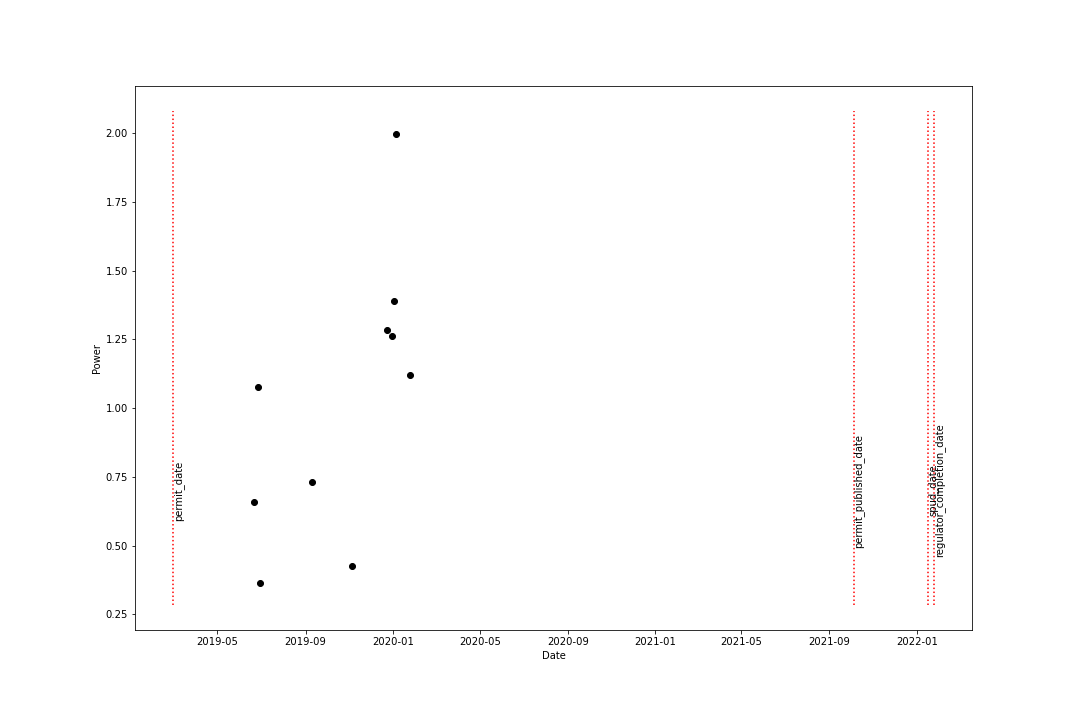 2.00
1.75
1.50
1.25
1.00
0.75
0.50
0.25
Power
permit_date
permit_published_date
spud_date
regulator_completion_date
2019-05
2019-09
2020-01
2020-05
2020-09
2021-01
2021-05
2021-09
2022-01
Date